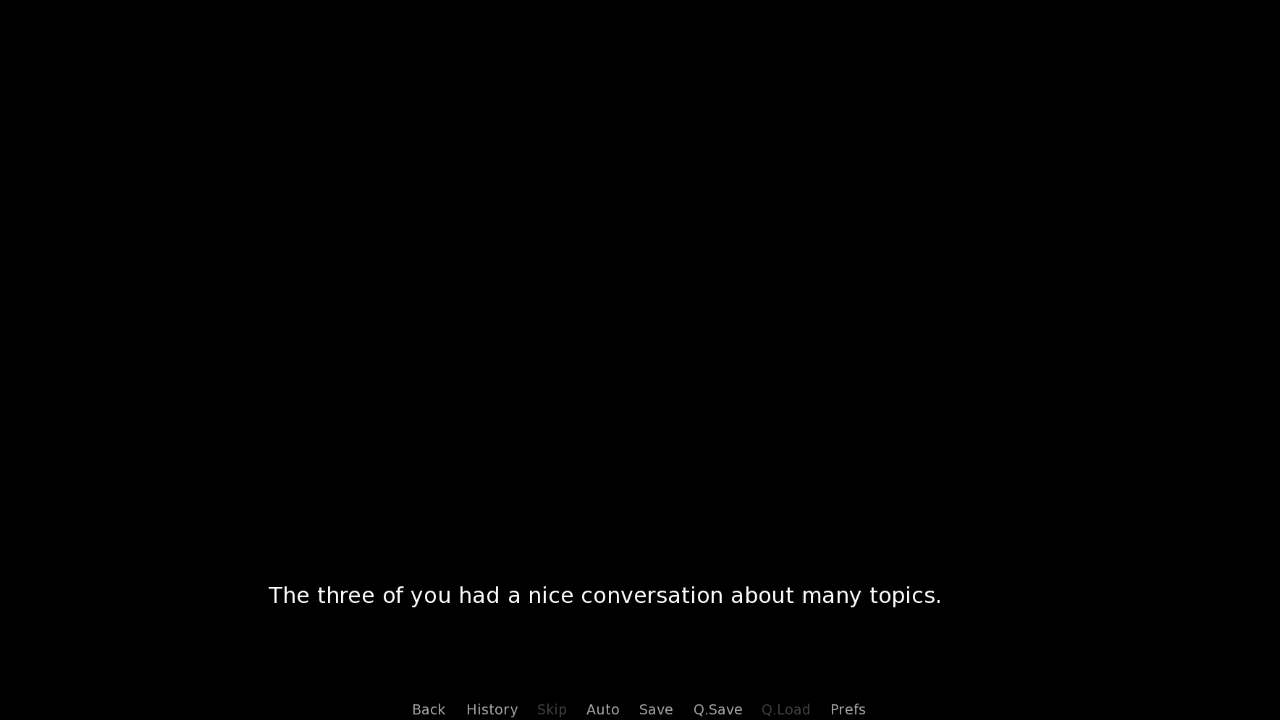 The three of you had a nice conversation about many topics.
Back History Skip Auto Save Q.Save Q.Load Prefs